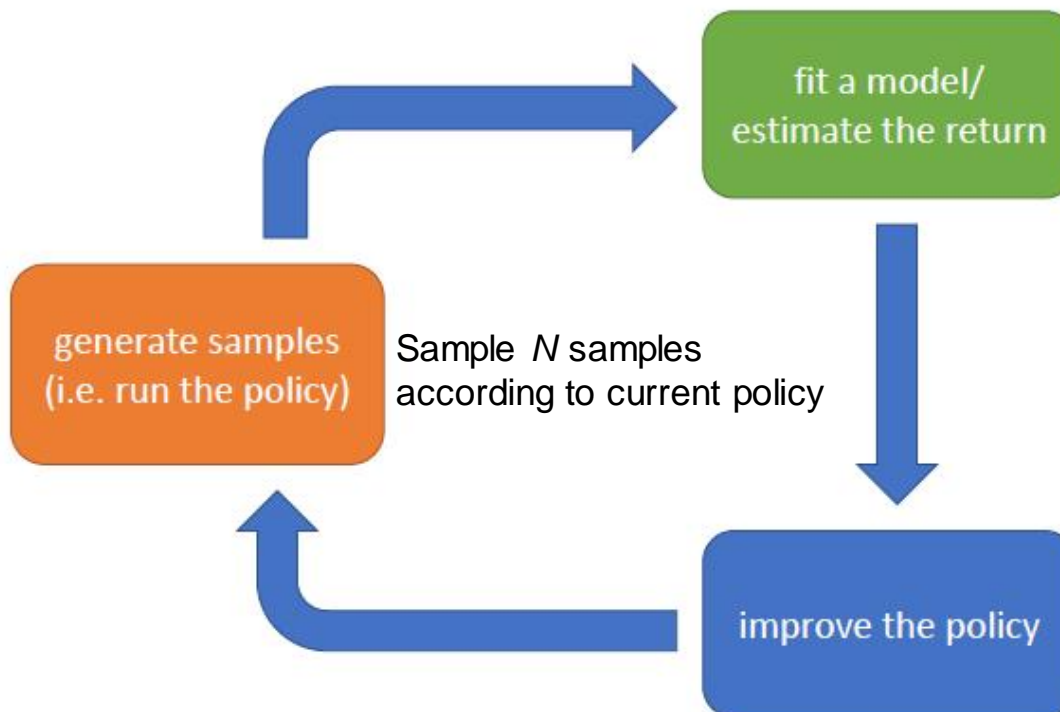 fit a model/
estimate the return
generate samples
(i.e. run the policy)
Sample N samples
according to current policy
improve the policy